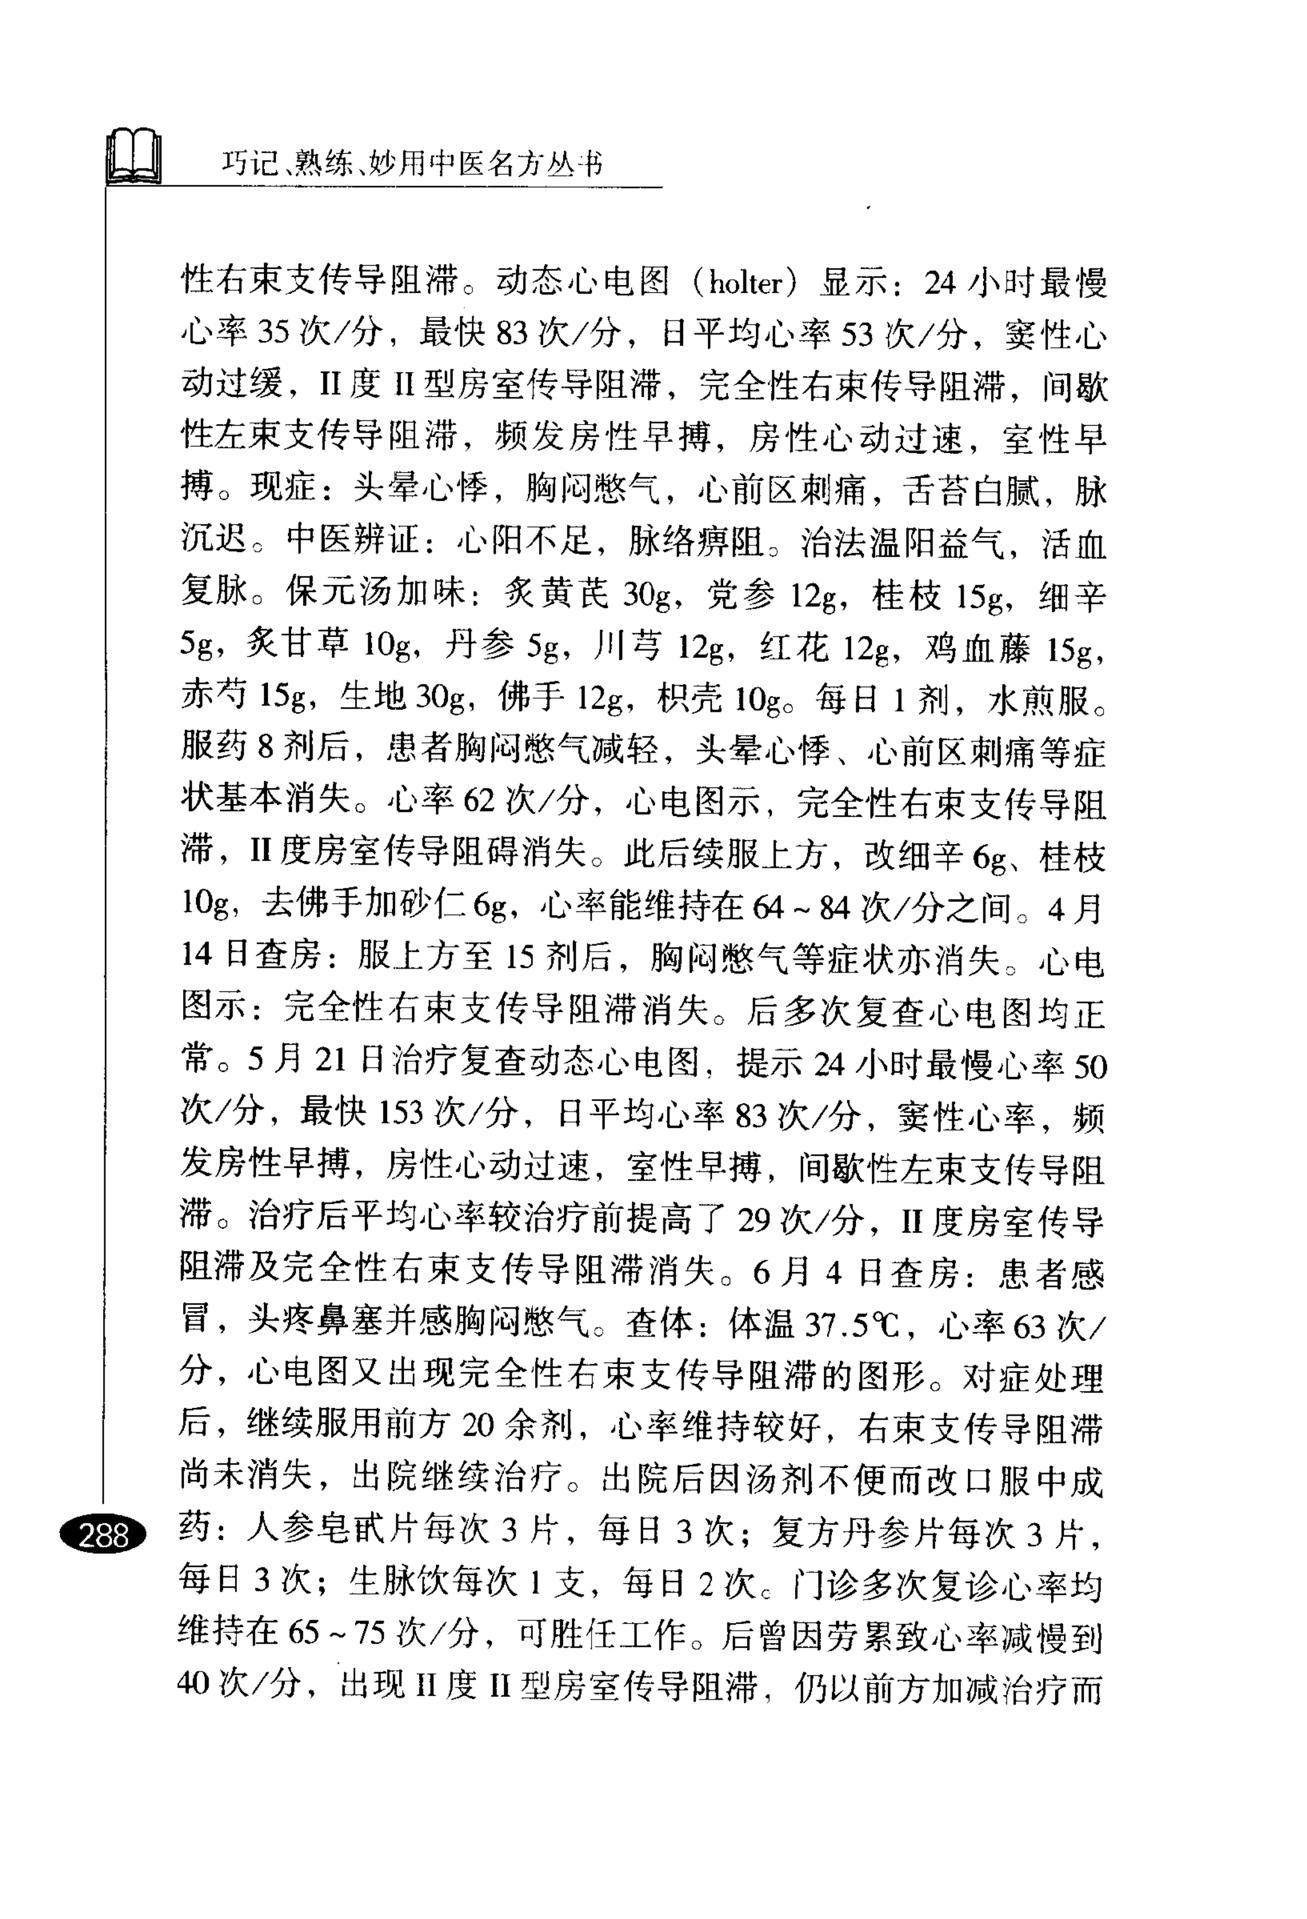 巧记、熟练、妙用中医名方丛书
性右束支传导阻滞。动态心电图（holter）显示：24 小时最慢
心率 35 次/分，最快 83 次/分，日平均心率 53 次/分，窦性心
动过缓，II 度 II 型房室传导阻滞，完全性右束传导阻滞，间歇
性左束支传导阻滞，频发房性早搏，房性心动过速，室性早
搏。现症：头晕心悸，胸闷憋气，心前区刺痛，舌苔白腻，脉
沉迟。中医辨证：心阳不足，脉络痹阻。治法温阳益气，活血
复脉。保元汤加味：炙黄芪 30g，党参 12g，桂枝 15g，细辛
5g，炙甘草 10g，丹参 5g，川芎 12g，红花 12g，鸡血藤 15g，
赤芍 15g，生地 30g，佛手 12g，枳壳 10g。每日 1 剂，水煎服。
服药 8 剂后，患者胸闷憋气减轻，头晕心悸、心前区刺痛等症
状基本消失。心率 62 次/分，心电图示，完全性右束支传导阻
滞，II 度房室传导阻碍消失。此后续服上方，改细辛 6g、桂枝
10g，去佛手加砂仁 6g，心率能维持在 64～84 次/分之间。4 月
14 日查房：服上方至 15 剂后，胸闷憋气等症状亦消失。心电
图示：完全性右束支传导阻滞消失。后多次复查心电图均正
常。5 月 21 日治疗复查动态心电图，提示 24 小时最慢心率 50
次/分，最快 153 次/分，日平均心率 83 次/分，窦性心率，频
发房性早搏，房性心动过速，室性早搏，间歇性左束支传导阻
滞。治疗后平均心率较治疗前提高了 29 次/分，II 度房室传导
阻滞及完全性右束支传导阻滞消失。6 月 4 日查房：患者感
冒，头疼鼻塞并感胸闷憋气。查体：体温 37.5℃，心率 63 次/
分，心电图又出现完全性右束支传导阻滞的图形。对症处理
后，继续服用前方 20 余剂，心率维持较好，右束支传导阻滞
尚未消失，出院继续治疗。出院后因汤剂不便而改口服中成
药：人参皂甙片每次 3 片，每日 3 次；复方丹参片每次 3 片，
288
每日 3 次；生脉饮每次 1 支，每日 2 次。门诊多次复诊心率均
维持在 65～75 次/分，可胜任工作。后曾因劳累致心率减慢到
40 次/分，出现 II 度 II 型房室传导阻滞，仍以前方加减治疗而